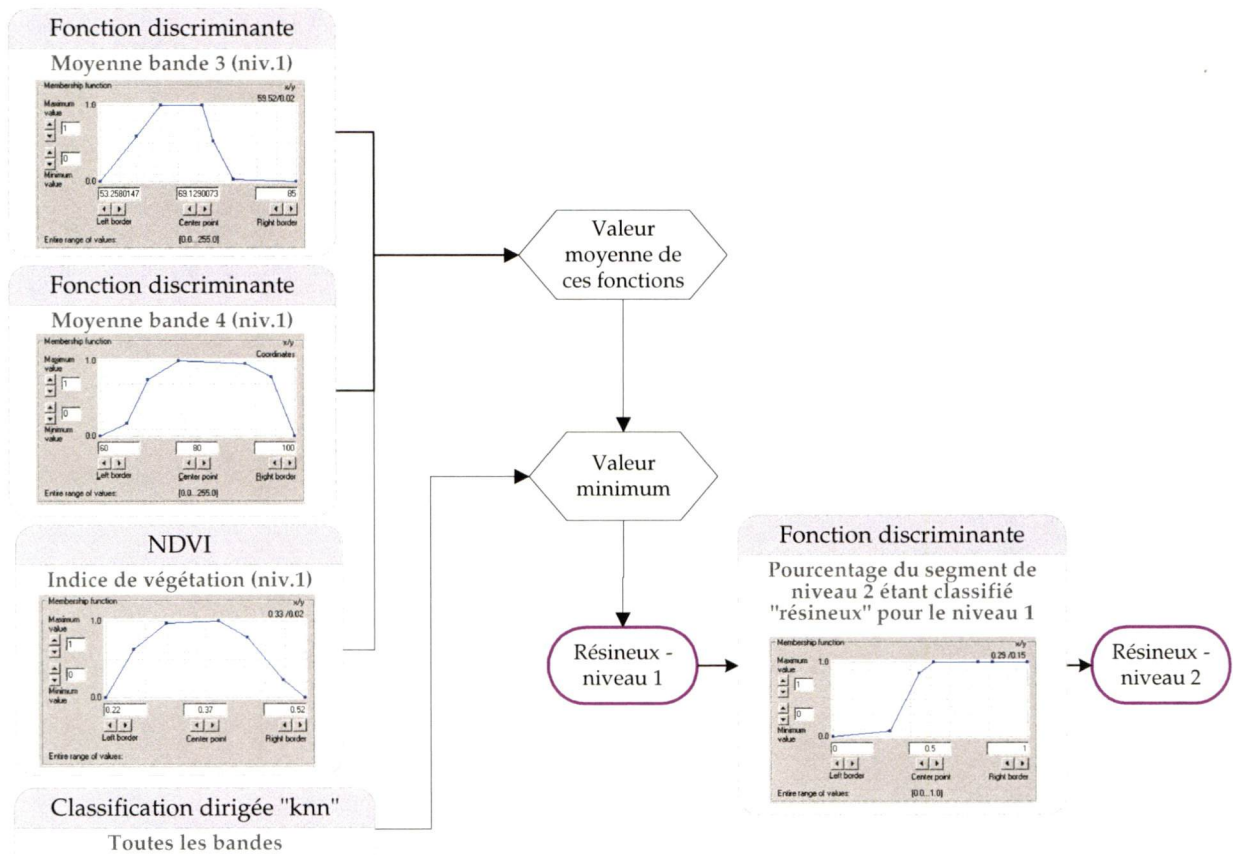 Fonction discriminante
Moyenne bande 3 (niv.1)
Membership function
x/y
59.52/0.02
Maximum
value
1.0
1
0
Minimum
value
0.0
53.2580147
69.1290073
85
Left border
Center point
Right border
Entire range of values:
[0.0...255.0]
Fonction discriminante
Moyenne bande 4 (niv.1)
Membership function
x/y
Coordinates
Maximum
value
1.0
1
0
Minimum
value
0.0
60
80
100
Left border
Center point
Right border
Entire range of values:
[0.0...255.0]
NDVI
Indice de végétation (niv.1)
Membership function
x/y
0.33 /0.02
Maximum
value
1.0
1
0
Minimum
value
0.0
0.22
0.37
0.52
Left border
Center point
Right border
Entire range of values:
Classification dirigée "knn"
Toutes les bandes
Valeur
moyenne de
ces fonctions
Valeur
minimum
Résineux -
niveau 1
Fonction discriminante
Pourcentage du segment de
niveau 2 étant classifié
"résineux" pour le niveau 1
Membership function
x/y
0.29 /0.15
Maximum
value
1.0
1
0
Minimum
value
0.0
0
0.5
1
Left border
Center point
Right border
Entire range of values:
[0.0...1.0]
Résineux -
niveau 2